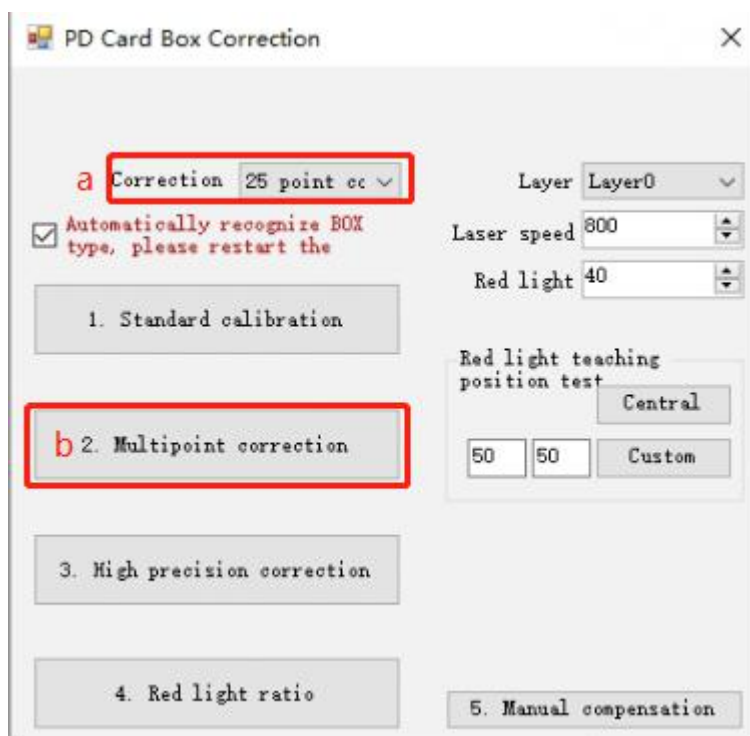 PD Card Box Correction
a Correction 25 point cc
Layer Layer0
Automatically recognize BOX
type, please restart the
Laser speed 800
Red light 40
1. Standard calibration
Red light teaching
position test
Central
b 2. Multipoint correction
50 50 Custom
3. High precision correction
4. Red light ratio
5. Manual compensation